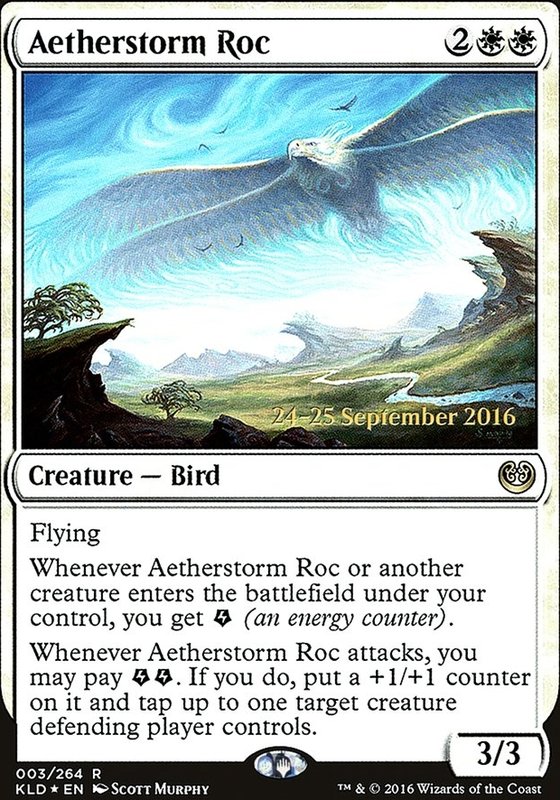 Aetherstorm Roc 2
24-25 September 2016
Creature — Bird
Flying
Whenever Aetherstorm Roc or another
creature enters the battlefield under your
control, you get (an energy counter).
Whenever Aetherstorm Roc attacks, you
may pay . If you do, put a +1/+1 counter
on it and tap up to one target creature
defending player controls.
3/3
003/264 R
KLD ★ EN Scott Murphy
™ & © 2016 Wizards of the Coast